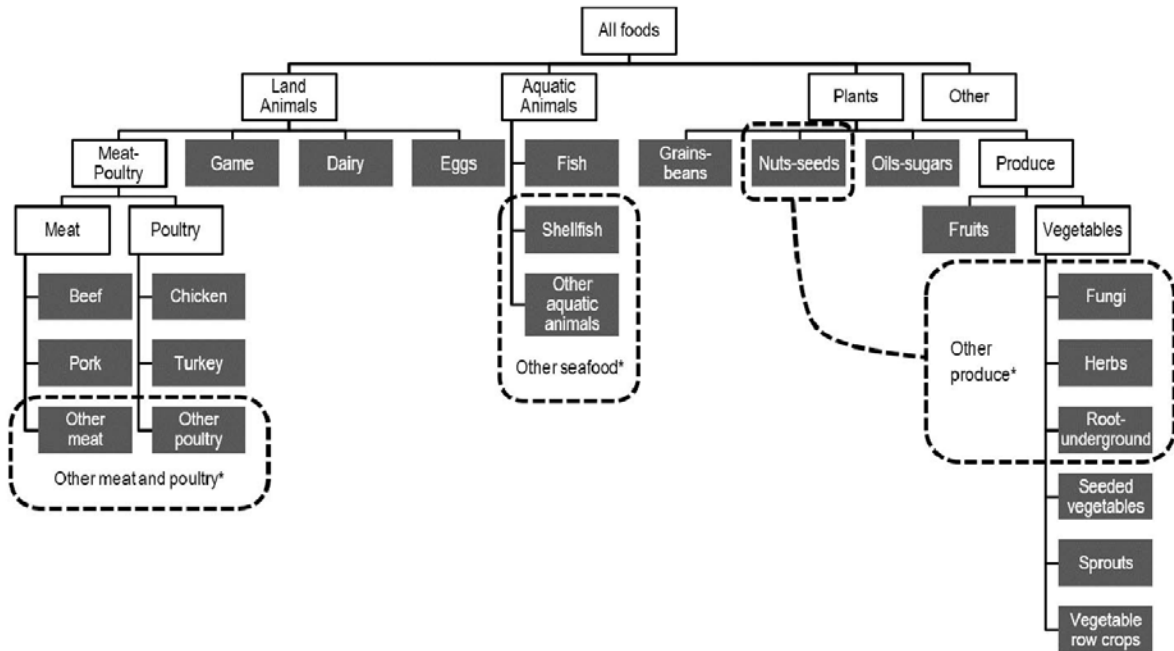 All foods
Land
Animals
Aquatic
Animals
Plants
Other
Meat-
Poultry
Game
Dairy
Eggs
Fish
Grains-
beans
Nuts-seeds
Oils-sugars
Produce
Meat
Poultry
Shellfish
Fruits
Vegetables
Beef
Chicken
Other
aquatic
animals
Fungi
Pork
Turkey
Other seafood*
Other
produce*
Herbs
Other
meat
Other
poultry
Root-
underground
Other meat and poultry*
Seeded
vegetables
Sprouts
Vegetable
row crops